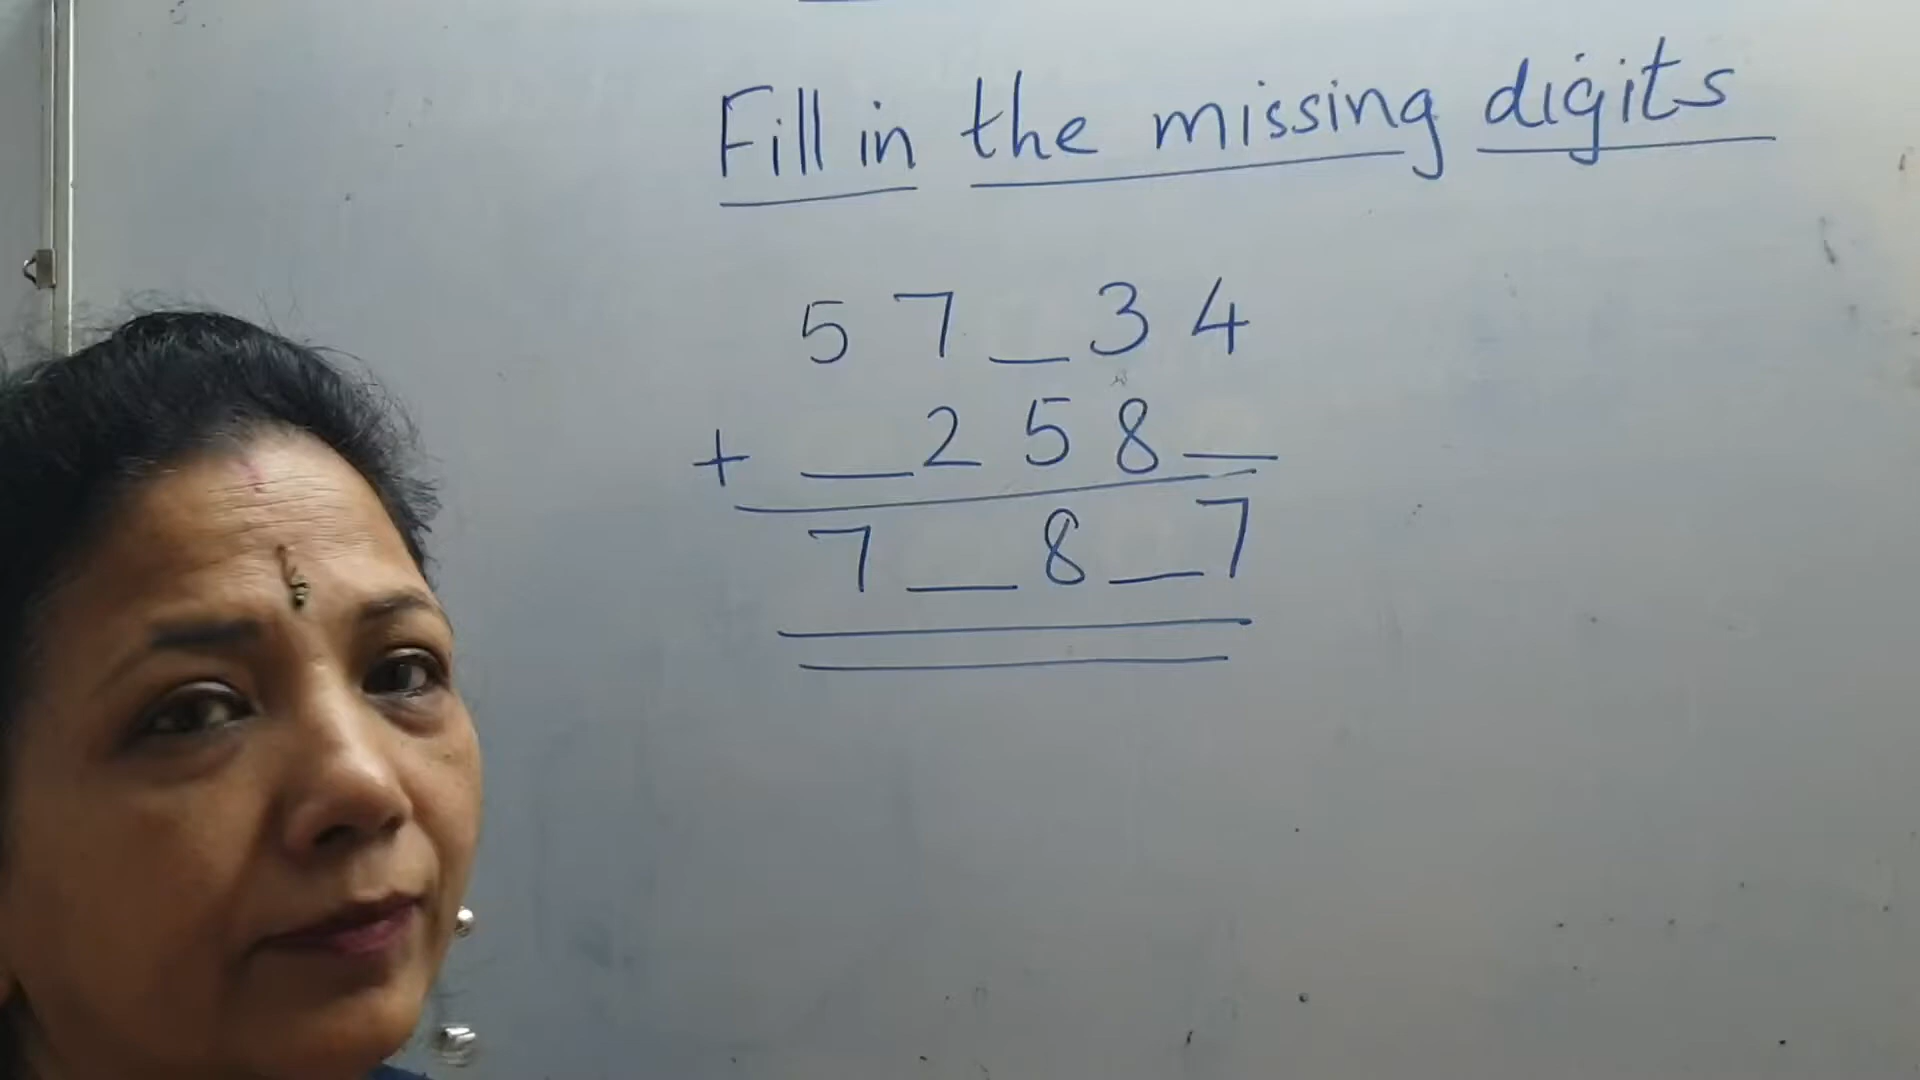 Fill in the missing digits
5 7 _ 3 4
+ _ 2 5 8 _
7 _ 8 _ 7